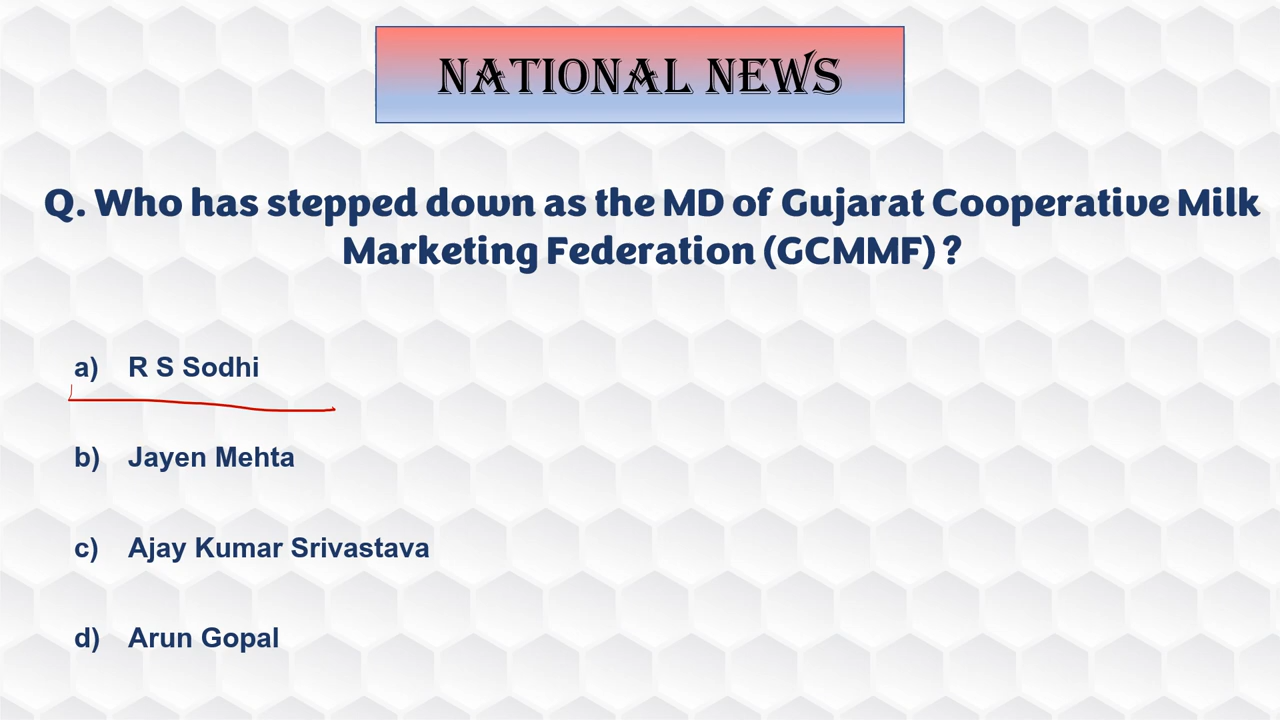 NATIONAL NEWS
Q. Who has stepped down as the MD of Gujarat Cooperative Milk
Marketing Federation (GCMMF) ?
a) R S Sodhi
b) Jayen Mehta
c) Ajay Kumar Srivastava
d) Arun Gopal